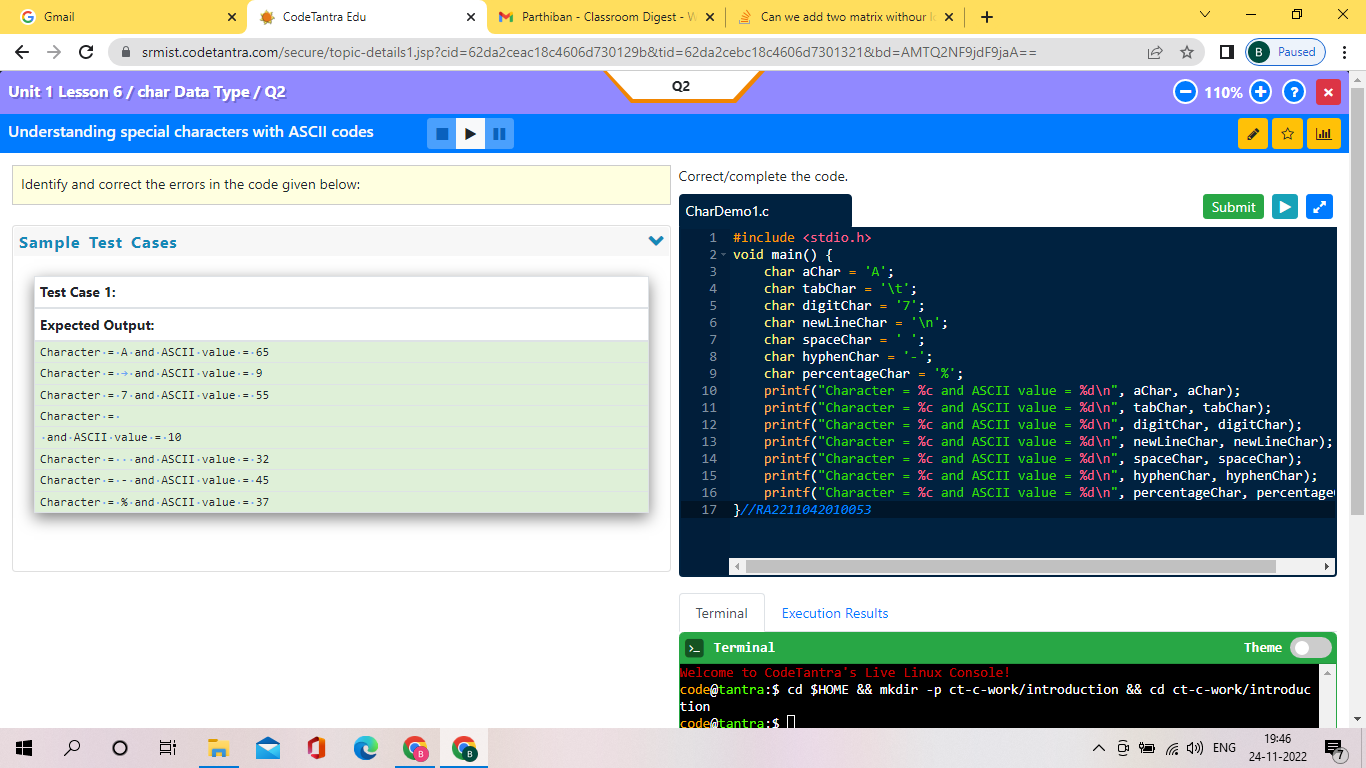 Gmail
CodeTantra Edu
Parthiban - Classroom Digest - W
Can we add two matrix withour l
srmist.codetantra.com/secure/topic-details1.jsp?cid=62da2ceac18c4606d730129b&tid=62da2cebc18c4606d7301321&bd=AMTQ2NF9jdF9jaA==
B Paused
Unit 1 Lesson 6 / char Data Type / Q2
Q2
110%
?
Understanding special characters with ASCII codes
Identify and correct the errors in the code given below:
Sample Test Cases
Test Case 1:
Expected Output:
Character·=·A·and·ASCII·value·=·65
Character·=·→·and·ASCII·value·=·9
Character·=·7·and·ASCII·value·=·55
Character·=·
·and·ASCII·value·=·10
Character·=···and·ASCII·value·=·32
Character·=·-·and·ASCII·value·=·45
Character·=·%·and·ASCII·value·=·37
Correct/complete the code.
CharDemo1.c
Submit
1 #include <stdio.h>
2 void main() {
3 char aChar = 'A';
4 char tabChar = '\t';
5 char digitChar = '7';
6 char newLineChar = '\n';
7 char spaceChar = ' ';
8 char hyphenChar = '-';
9 char percentageChar = '%';
10 printf("Character = %c and ASCII value = %d\n", aChar, aChar);
11 printf("Character = %c and ASCII value = %d\n", tabChar, tabChar);
12 printf("Character = %c and ASCII value = %d\n", digitChar, digitChar);
13 printf("Character = %c and ASCII value = %d\n", newLineChar, newLineChar);
14 printf("Character = %c and ASCII value = %d\n", spaceChar, spaceChar);
15 printf("Character = %c and ASCII value = %d\n", hyphenChar, hyphenChar);
16 printf("Character = %c and ASCII value = %d\n", percentageChar, percentage
17 }//RA2211042010053
Terminal
Execution Results
Terminal
Theme
Welcome to CodeTantra's Live Linux Console!
code@tantra:$ cd $HOME && mkdir -p ct-c-work/introduction && cd ct-c-work/introduc
tion
code@tantra:$
ENG
19:46
24-11-2022
7